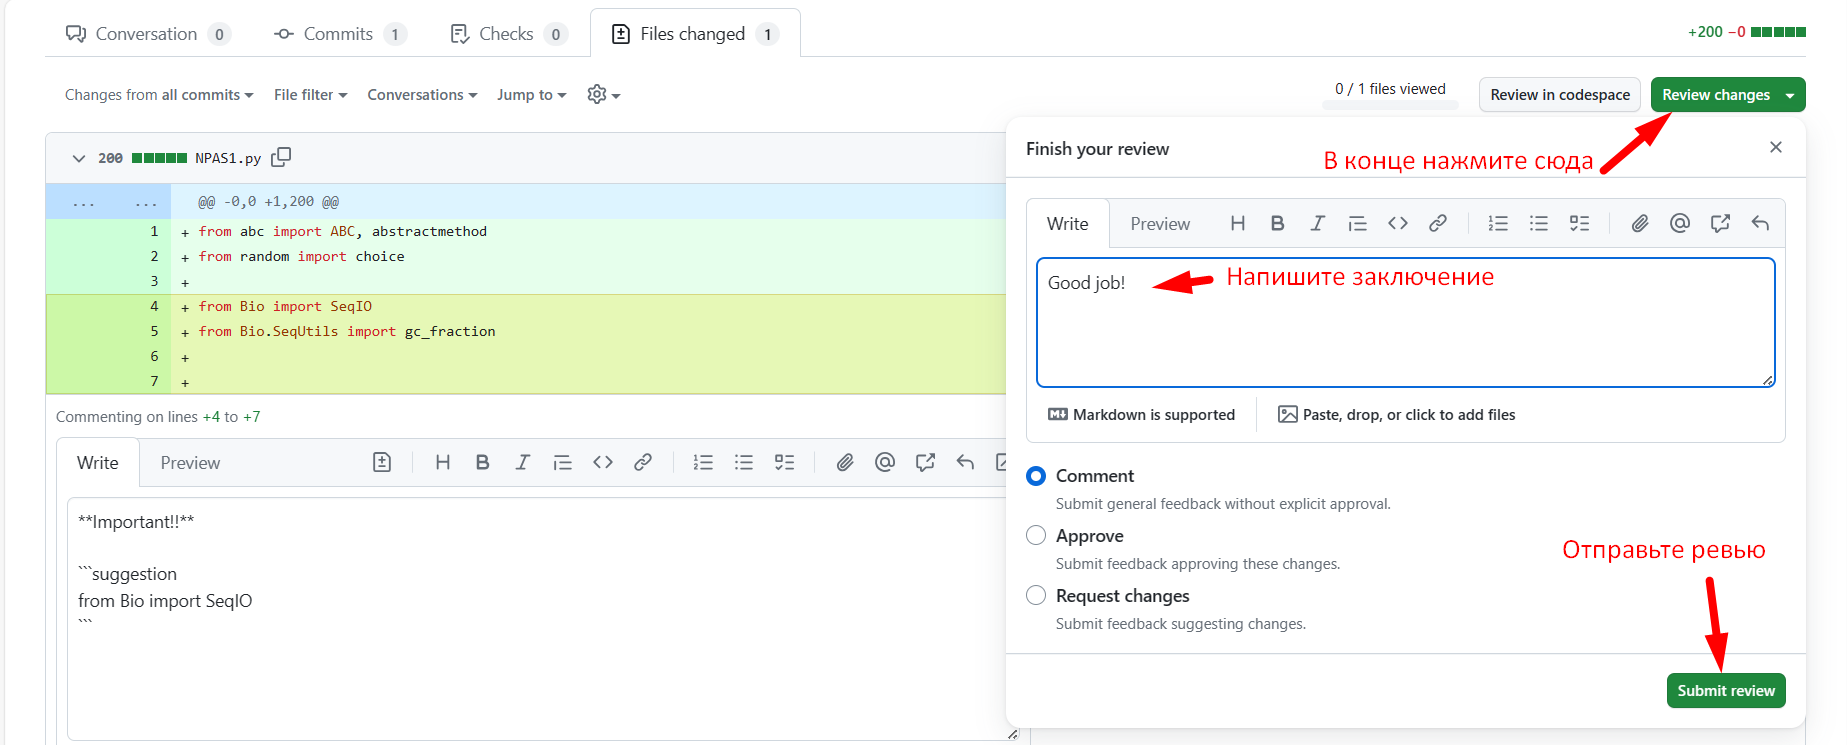 Conversation 0 Commits 1 Checks 0 Files changed 1 +200 −0
Changes from all commits File filter Conversations Jump to 0 / 1 files viewed Review in codespace Review changes
200 NPAS1.py
... ... @@ -0,0 +1,200 @@
1 + from abc import ABC, abstractmethod
2 + from random import choice
3 +
4 + from Bio import SeqIO
5 + from Bio.SeqUtils import gc_fraction
6 +
7 +
Commenting on lines +4 to +7
Write Preview
**Important!!**
```suggestion
from Bio import SeqIO
```
Finish your review
В конце нажмите сюда
Write Preview
Good job!
Напишите заключение
Markdown is supported Paste, drop, or click to add files
Comment
Submit general feedback without explicit approval.
Approve
Submit feedback approving these changes.
Request changes
Submit feedback suggesting changes.
Отправьте ревью
Submit review